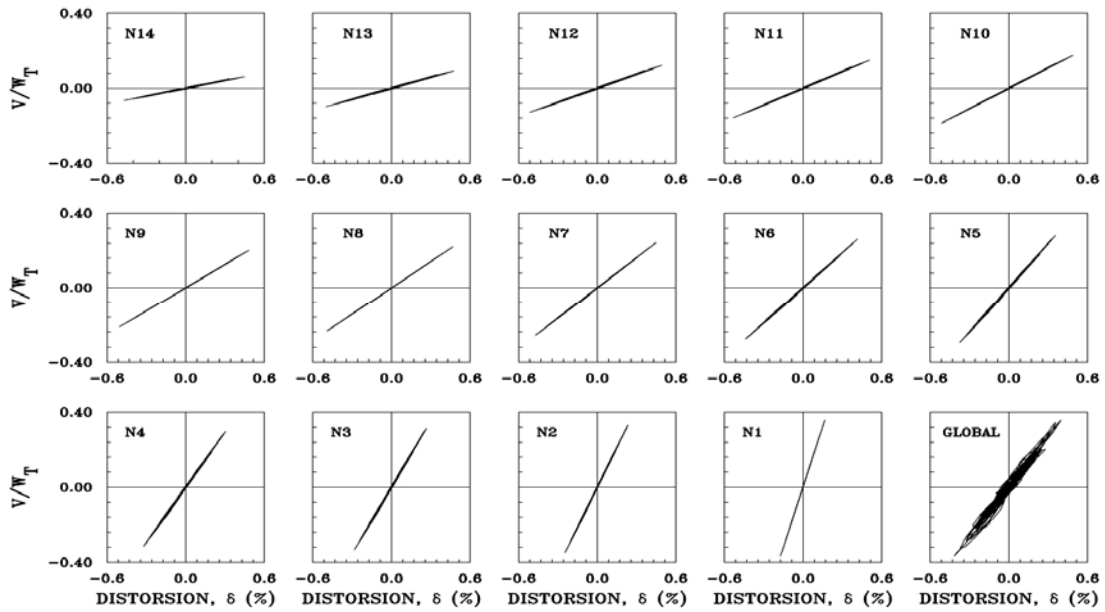 0.40
N14 N13 N12 N11 N10
V/W_T
0.00
−0.40
−0.6 0.0 0.6 −0.6 0.0 0.6 −0.6 0.0 0.6 −0.6 0.0 0.6 −0.6 0.0 0.6
0.40
N9 N8 N7 N6 N5
V/W_T
0.00
−0.40
−0.6 0.0 0.6 −0.6 0.0 0.6 −0.6 0.0 0.6 −0.6 0.0 0.6 −0.6 0.0 0.6
0.40
N4 N3 N2 N1 GLOBAL
V/W_T
0.00
−0.40
−0.6 0.0 0.6 −0.6 0.0 0.6 −0.6 0.0 0.6 −0.6 0.0 0.6 −0.6 0.0 0.6
DISTORSION, δ (%) DISTORSION, δ (%) DISTORSION, δ (%) DISTORSION, δ (%) DISTORSION, δ (%)